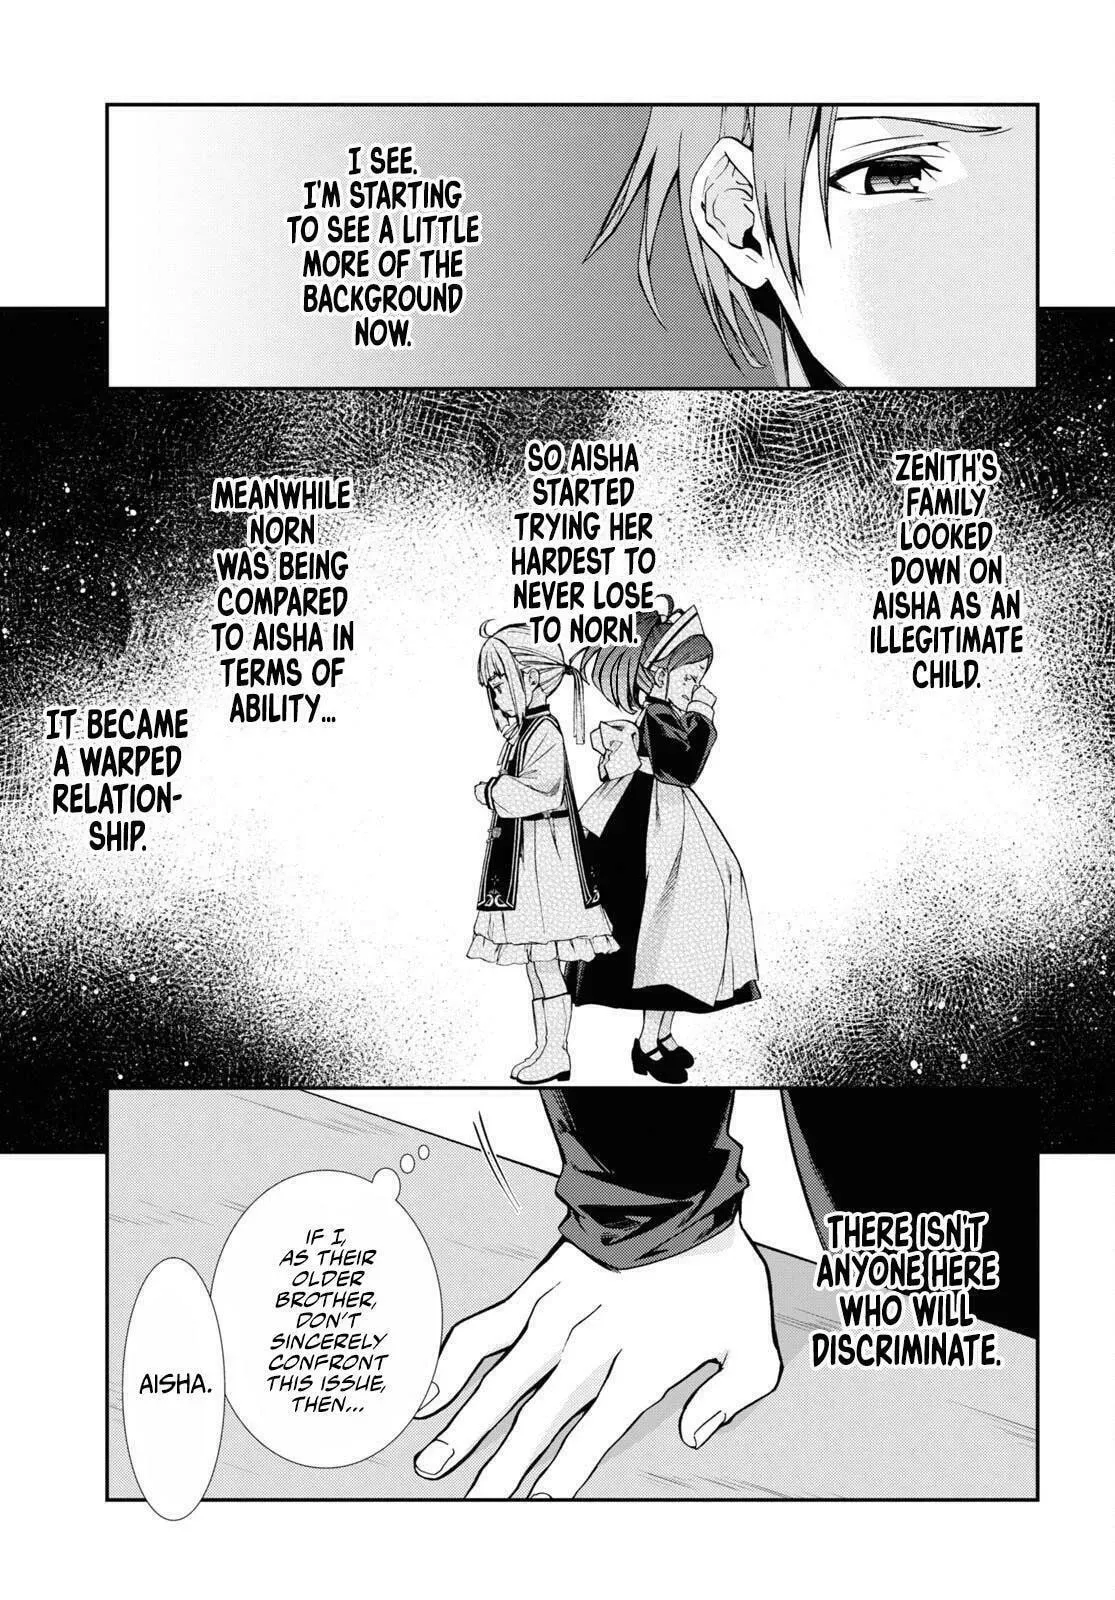 I SEE.
I'M STARTING
TO SEE A LITTLE
MORE OF THE
BACKGROUND
NOW.
ZENITH'S
FAMILY
LOOKED
DOWN ON
AISHA AS AN
ILLEGITIMATE
CHILD.
SO AISHA
STARTED
TRYING HER
HARDEST TO
NEVER LOSE
TO NORN.
MEANWHILE
NORN
WAS BEING
COMPARED
TO AISHA IN
TERMS OF
ABILITY...
IT BECAME
A WARPED
RELATION-
SHIP.
THERE ISN'T
ANYONE HERE
WHO WILL
DISCRIMINATE.
IF I,
AS THEIR
OLDER
BROTHER,
DON'T
SINCERELY
CONFRONT
THIS ISSUE,
THEN...
AISHA.